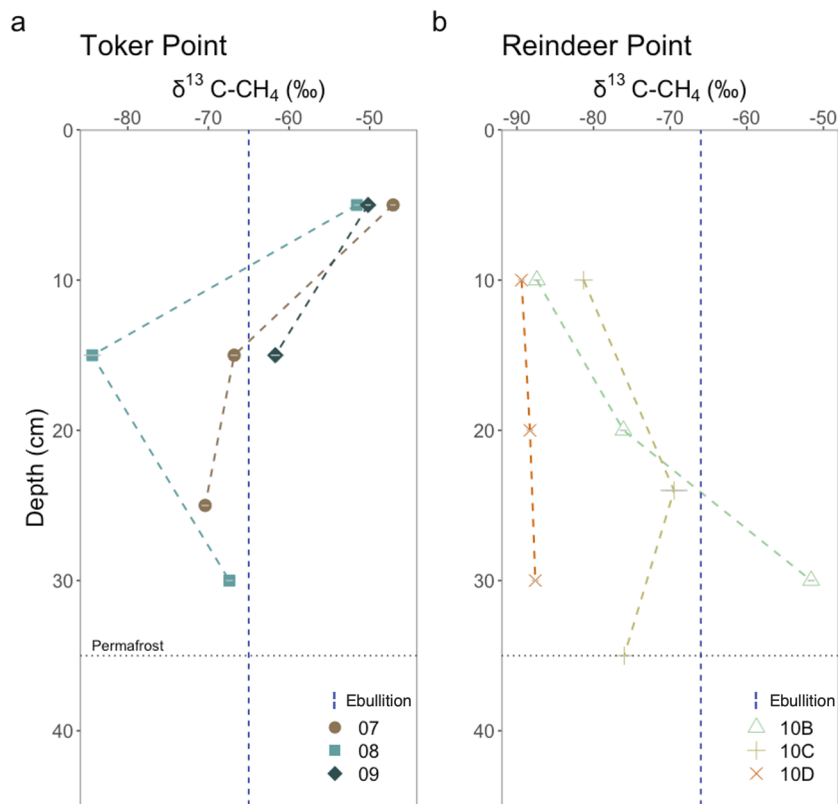 a
Toker Point
δ¹³ C-CH₄ (‰)
-80 -70 -60 -50
0
10
20
30
40
Depth (cm)
Permafrost
Ebullition
07
08
09
b
Reindeer Point
δ¹³ C-CH₄ (‰)
-90 -80 -70 -60 -50
0
10
20
30
40
Ebullition
10B
10C
10D